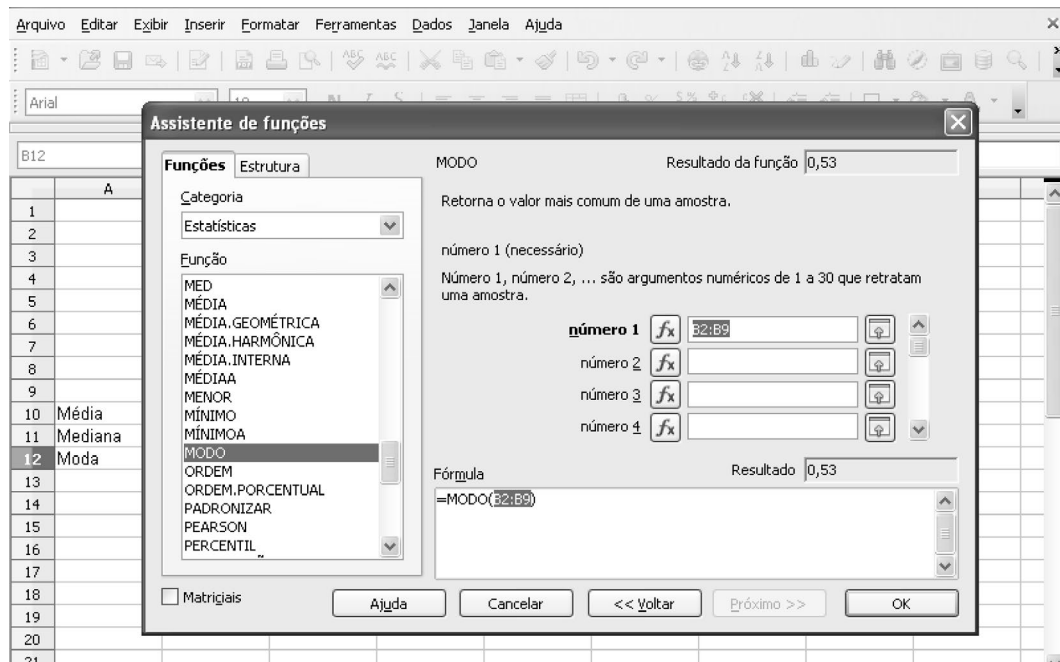 Arquivo Editar Exibir Inserir Formatar Ferramentas Dados Janela Ajuda
Arial
B12
A
1
2
3
4
5
6
7
8
9
10 Média
11 Mediana
12 Moda
13
14
15
16
17
18
19
20
21
Assistente de funções
Funções Estrutura
Categoria
Estatísticas
Função
MED
MÉDIA
MÉDIA.GEOMÉTRICA
MÉDIA.HARMÔNICA
MÉDIA.INTERNA
MÉDIAA
MENOR
MÍNIMO
MÍNIMOA
MODO
ORDEM
ORDEM.PORCENTUAL
PADRONIZAR
PEARSON
PERCENTIL
Matriciais
MODO Resultado da função 0,53
Retorna o valor mais comum de uma amostra.
número 1 (necessário)
Número 1, número 2, ... são argumentos numéricos de 1 a 30 que retratam
uma amostra.
número 1 fx B2:B9
número 2 fx
número 3 fx
número 4 fx
Fórmula Resultado 0,53
=MODO(B2:B9)
Ajuda Cancelar << Voltar Próximo >> OK